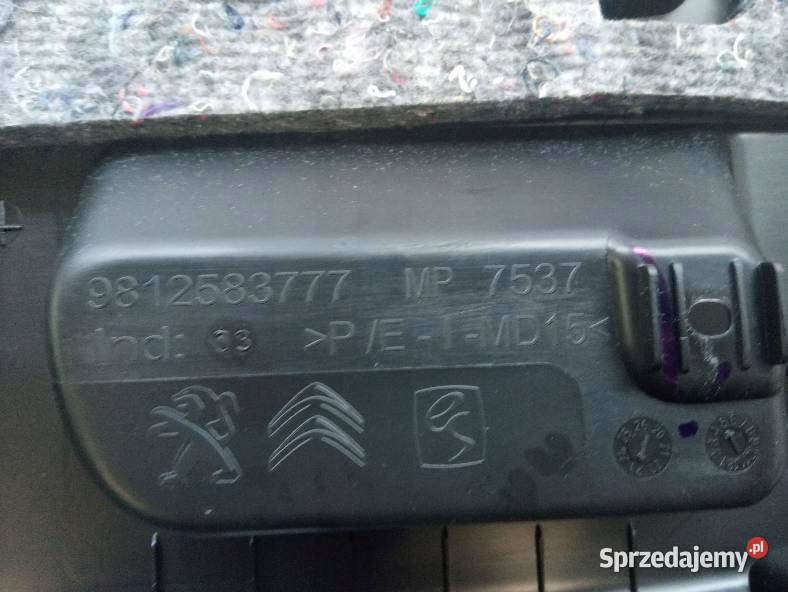 9812583777 MP 7537
Ind: 03 >P/E-I-MD15<
Sprzedajemy.pl